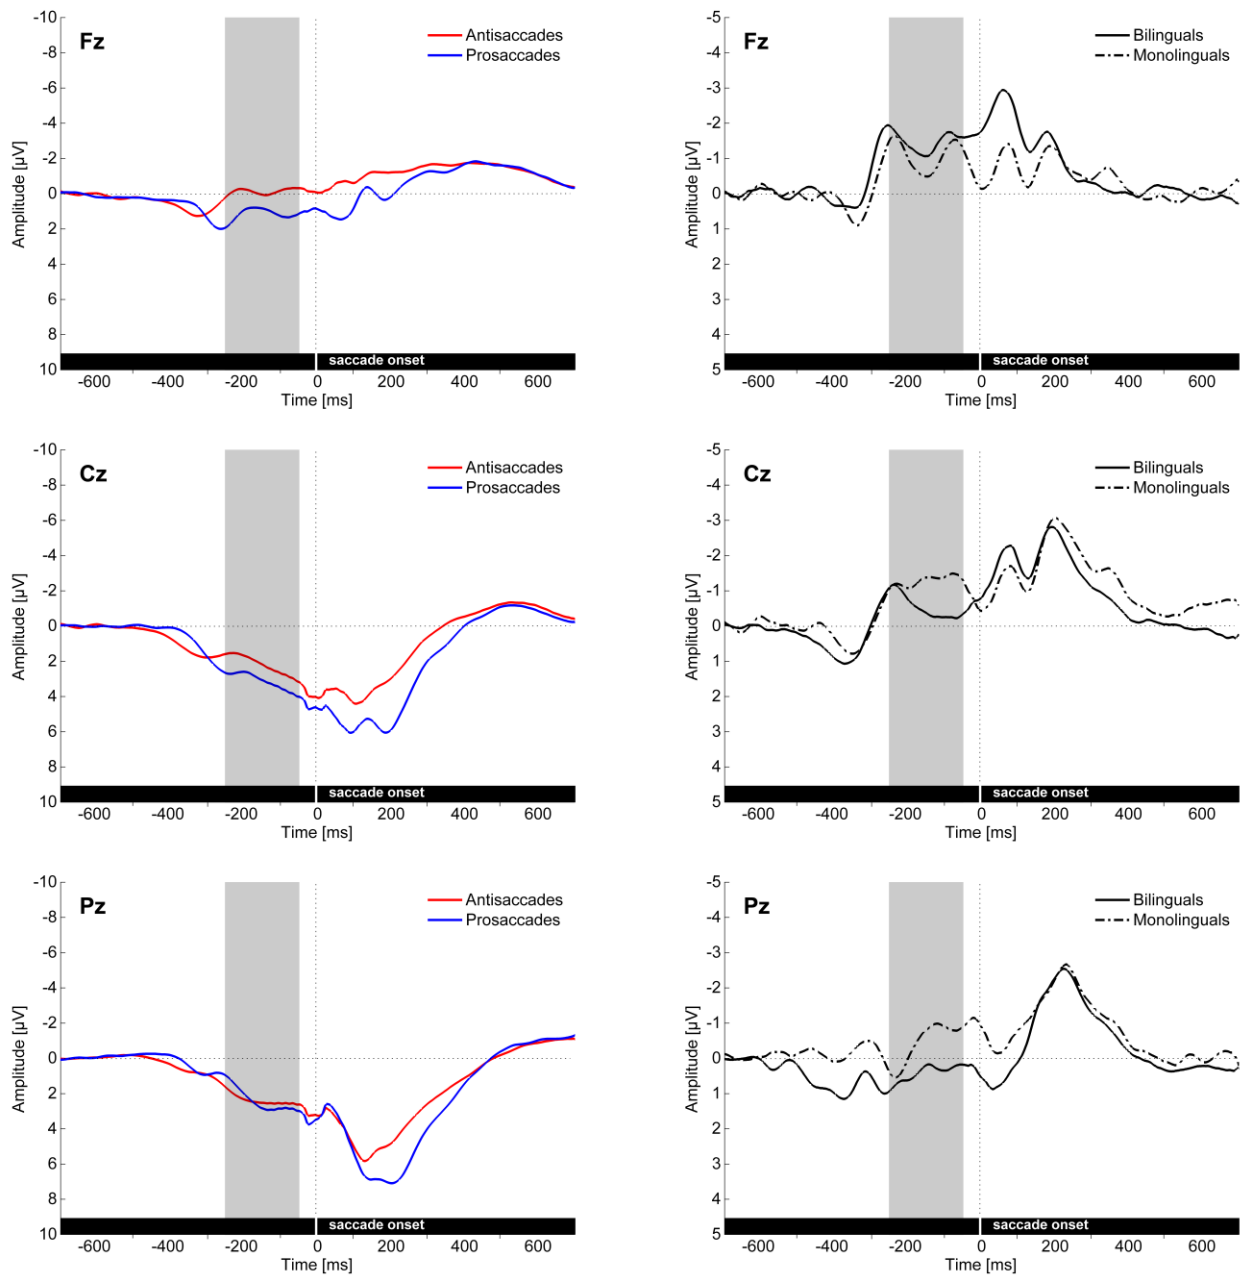 Fz
Antisaccades
Prosaccades
-10
-8
-6
-4
-2
0
2
4
6
8
10
Amplitude [µV]
saccade onset
-600 -400 -200 0 200 400 600
Time [ms]
Fz
Bilinguals
Monolinguals
-5
-4
-3
-2
-1
0
1
2
3
4
5
Amplitude [µV]
saccade onset
-600 -400 -200 0 200 400 600
Time [ms]
Cz
Antisaccades
Prosaccades
-10
-8
-6
-4
-2
0
2
4
6
8
10
Amplitude [µV]
saccade onset
-600 -400 -200 0 200 400 600
Time [ms]
Cz
Bilinguals
Monolinguals
-5
-4
-3
-2
-1
0
1
2
3
4
5
Amplitude [µV]
saccade onset
-600 -400 -200 0 200 400 600
Time [ms]
Pz
Antisaccades
Prosaccades
-10
-8
-6
-4
-2
0
2
4
6
8
10
Amplitude [µV]
saccade onset
-600 -400 -200 0 200 400 600
Time [ms]
Pz
Bilinguals
Monolinguals
-5
-4
-3
-2
-1
0
1
2
3
4
5
Amplitude [µV]
saccade onset
-600 -400 -200 0 200 400 600
Time [ms]